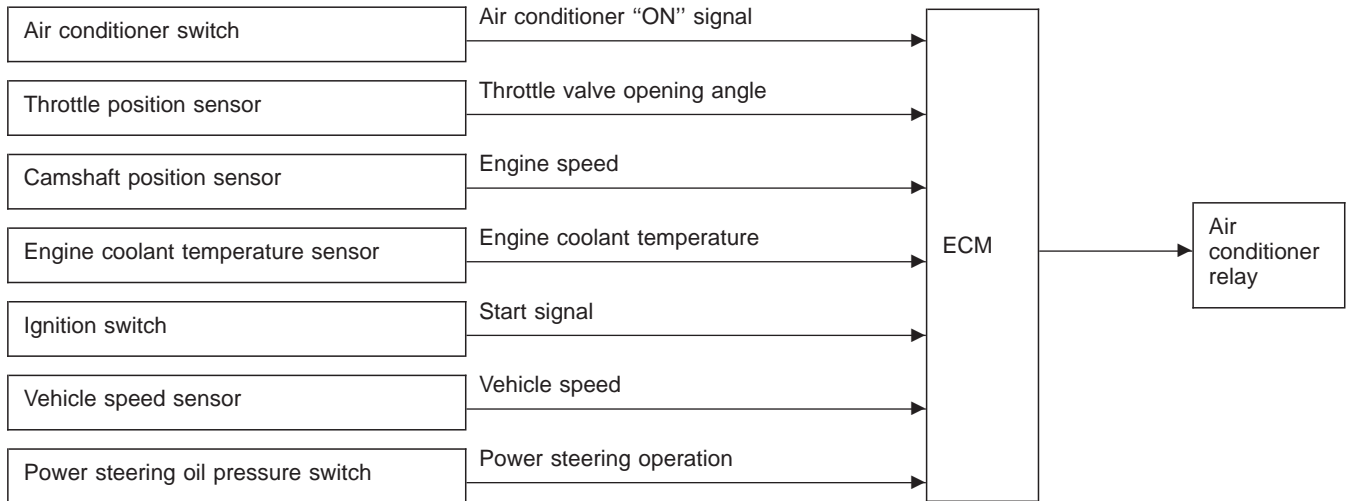 Air conditioner switch
Air conditioner “ON’’ signal
Throttle position sensor
Throttle valve opening angle
Camshaft position sensor
Engine speed
Engine coolant temperature sensor
Engine coolant temperature
Ignition switch
Start signal
Vehicle speed sensor
Vehicle speed
Power steering oil pressure switch
Power steering operation
ECM
Air
conditioner
relay